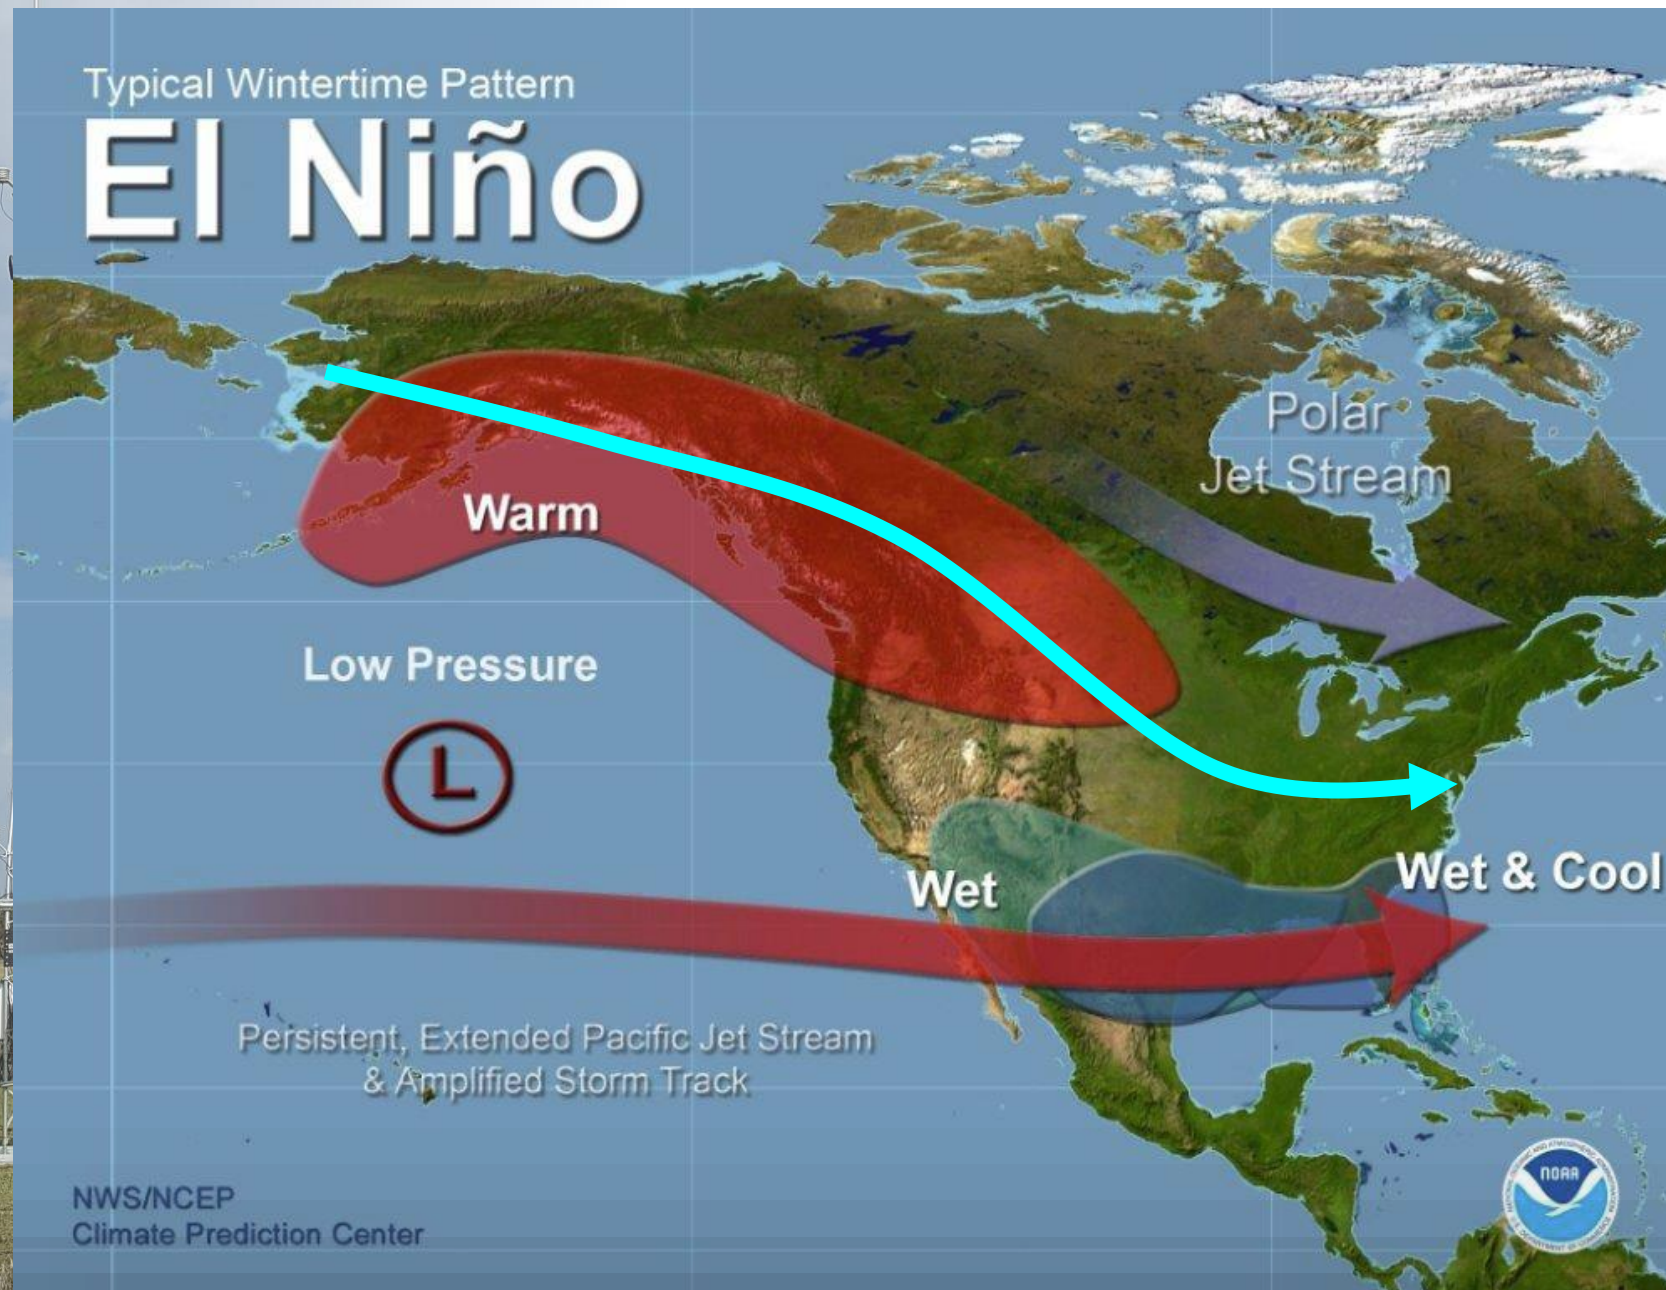 Typical Wintertime Pattern
El Niño
Polar
Jet Stream
Warm
Low Pressure
L
Wet
Wet & Cool
Persistent, Extended Pacific Jet Stream
& Amplified Storm Track
NWS/NCEP
Climate Prediction Center
NOAA